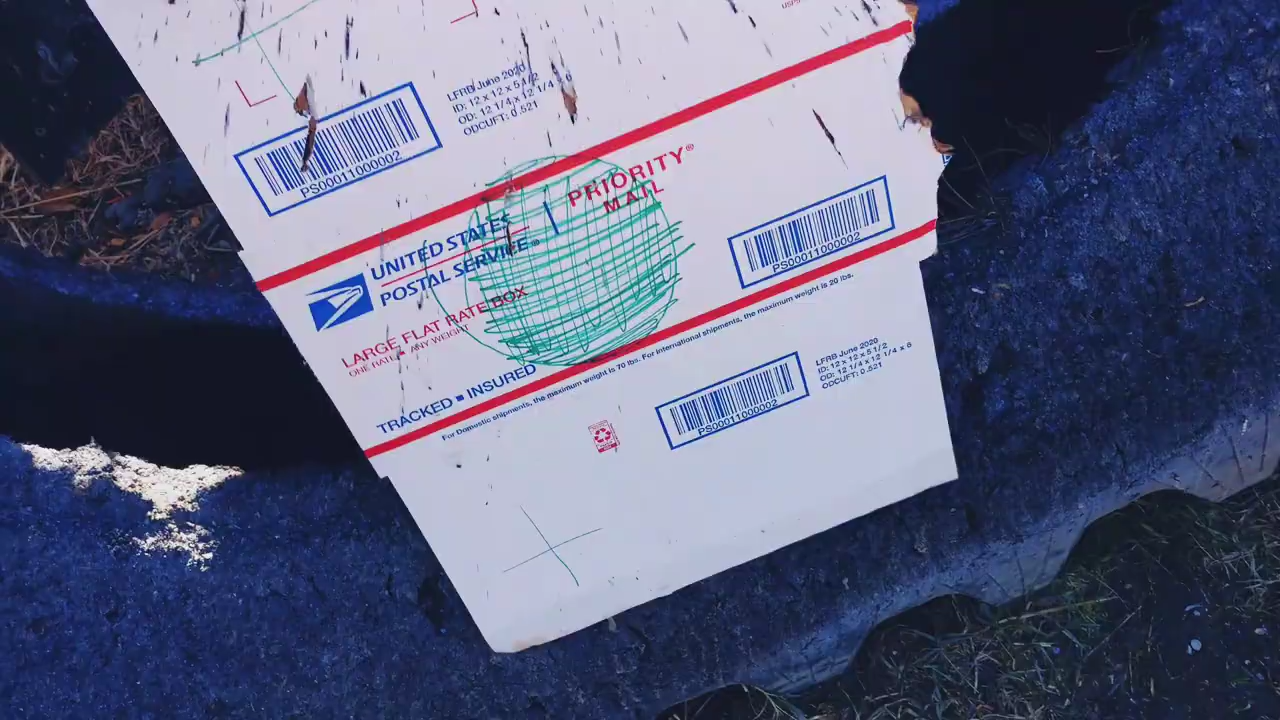 LFRB June 2020
ID: 12 x 12 x 5 1/2
OD: 12 1/4 x 12 1/4 x 6
ODCUFT: 0.521
PS00011000002
PRIORITY®
MAIL
UNITED STATES
POSTAL SERVICE®
PS00011000002
LARGE FLAT RATE BOX
ONE RATE ■ ANY WEIGHT
TRACKED ■ INSURED
For Domestic shipments, the maximum weight is 70 lbs. For International shipments, the maximum weight is 20 lbs.
LFRB June 2020
ID: 12 x 12 x 5 1/2
OD: 12 1/4 x 12 1/4 x 6
ODCUFT: 0.521
PS00011000002